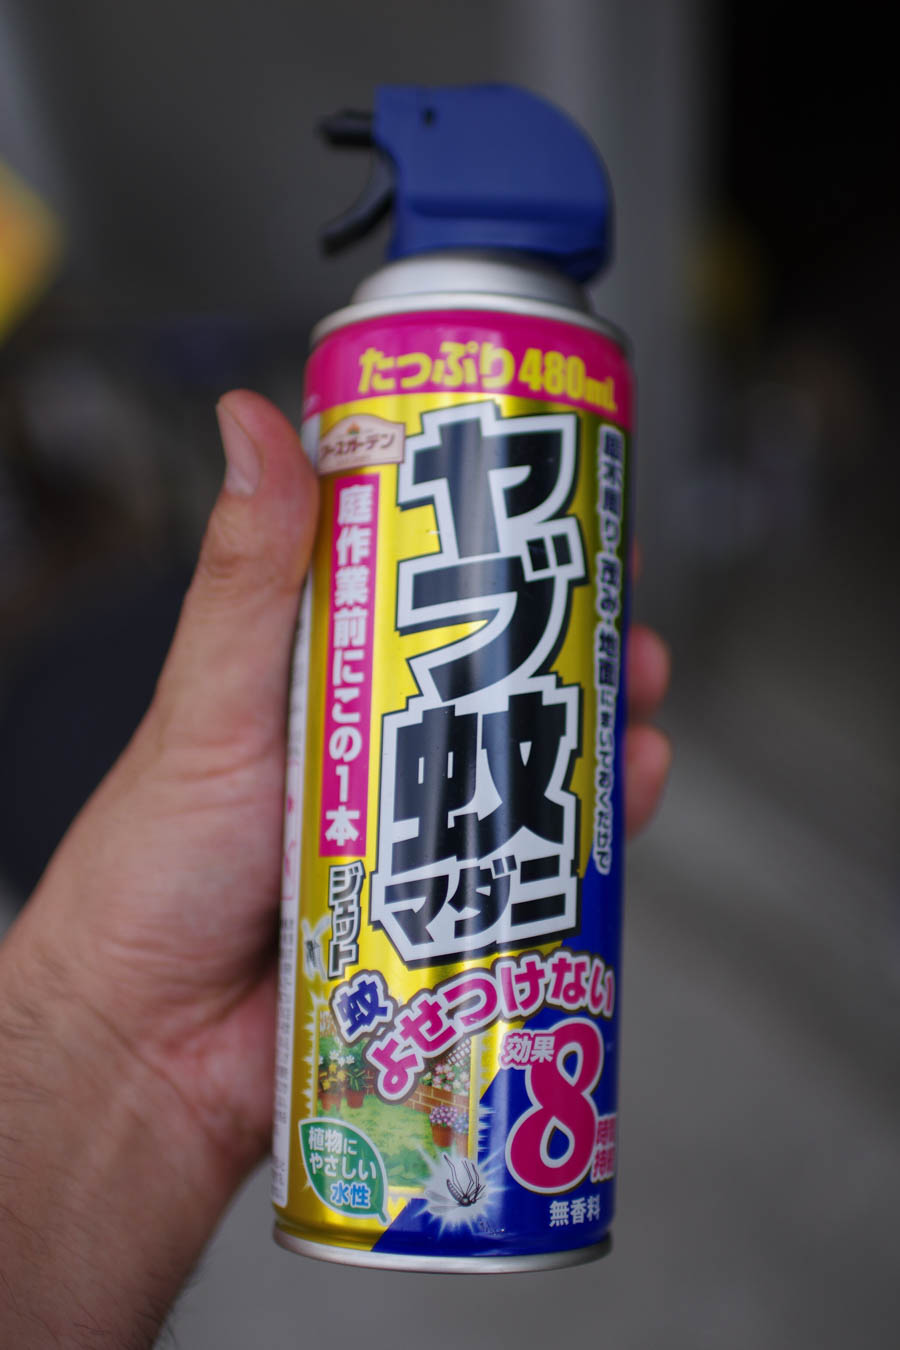 たっぷり480mL
アースガーデン
庭作業前にこの1本
ヤブ蚊
マダニ
ジェット
庭木周り・茂み・地面にまいておくだけで
蚊、よせつけない
効果8時間
持続
無香料
植物に
やさしい
水性